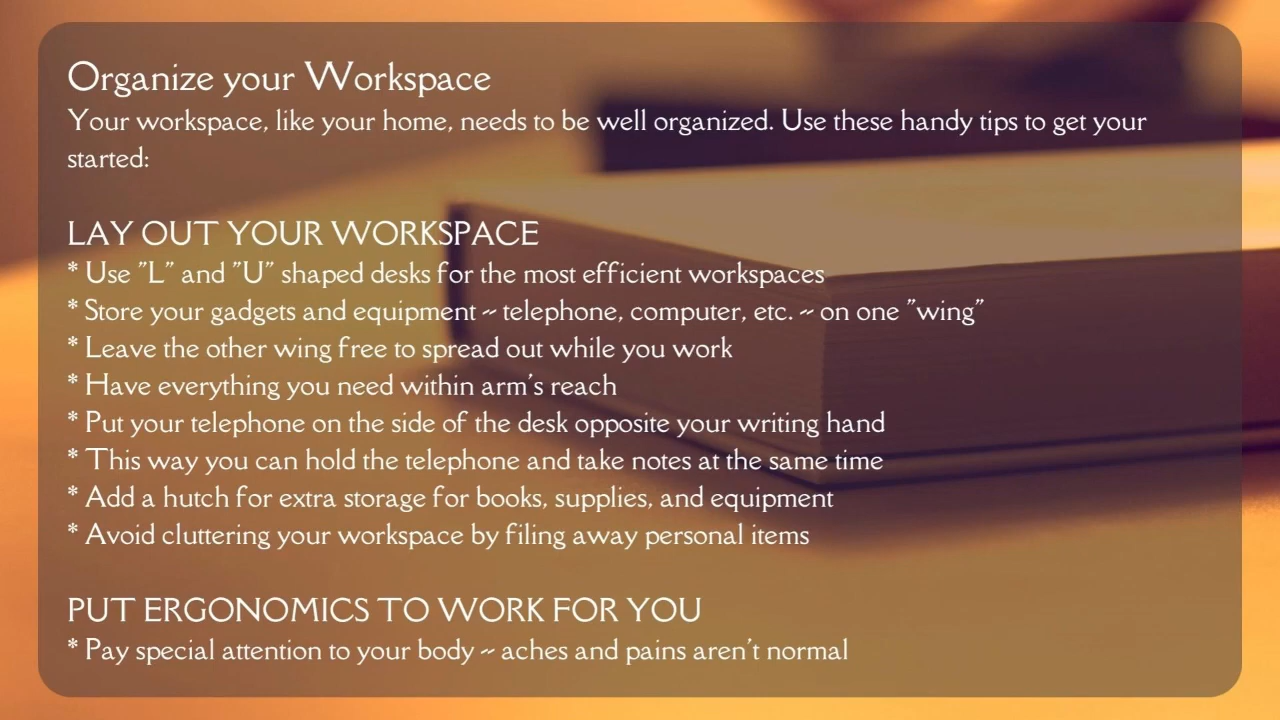 Organize your Workspace
Your workspace, like your home, needs to be well organized. Use these handy tips to get your
started:
LAY OUT YOUR WORKSPACE
* Use "L" and "U" shaped desks for the most efficient workspaces
* Store your gadgets and equipment -- telephone, computer, etc. -- on one "wing"
* Leave the other wing free to spread out while you work
* Have everything you need within arm's reach
* Put your telephone on the side of the desk opposite your writing hand
* This way you can hold the telephone and take notes at the same time
* Add a hutch for extra storage for books, supplies, and equipment
* Avoid cluttering your workspace by filing away personal items
PUT ERGONOMICS TO WORK FOR YOU
* Pay special attention to your body -- aches and pains aren't normal